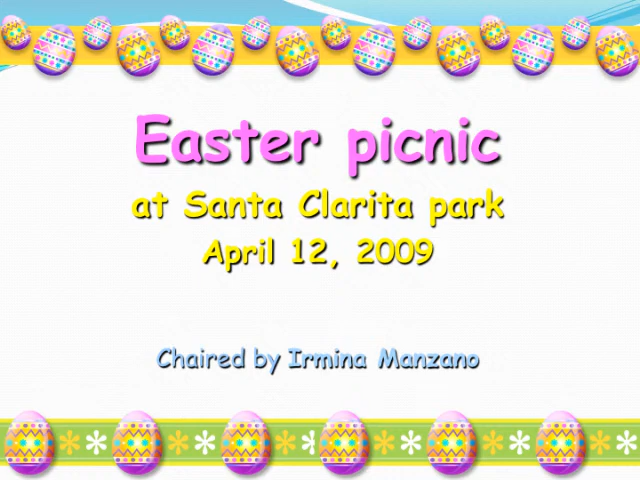 Easter picnic
at Santa Clarita park
April 12, 2009
Chaired by Irmina Manzano